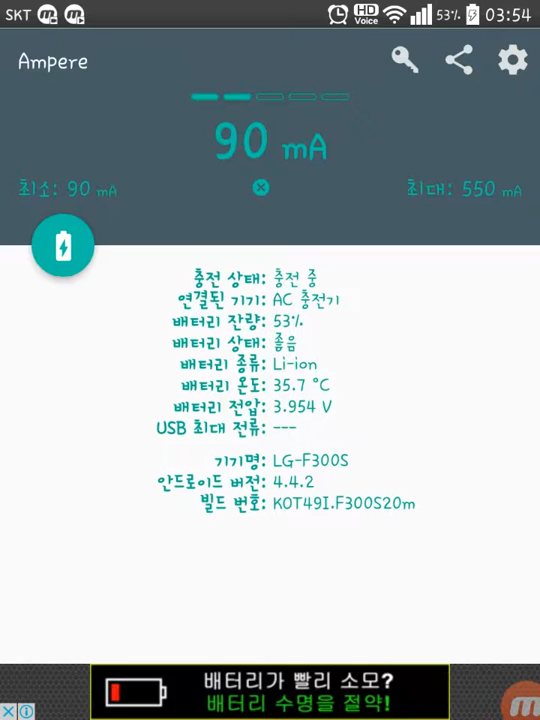 SKT HD Voice 53% 03:54
Ampere
90 mA
최소: 90 mA 최대: 550 mA
충전 상태: 충전 중
연결된 기기: AC 충전기
배터리 잔량: 53%
배터리 상태: 좋음
배터리 종류: Li-ion
배터리 온도: 35.7 °C
배터리 전압: 3.954 V
USB 최대 전류: ---
기기명: LG-F300S
안드로이드 버전: 4.4.2
빌드 번호: KOT49I.F300S20m
배터리가 빨리 소모?
배터리 수명을 절약!